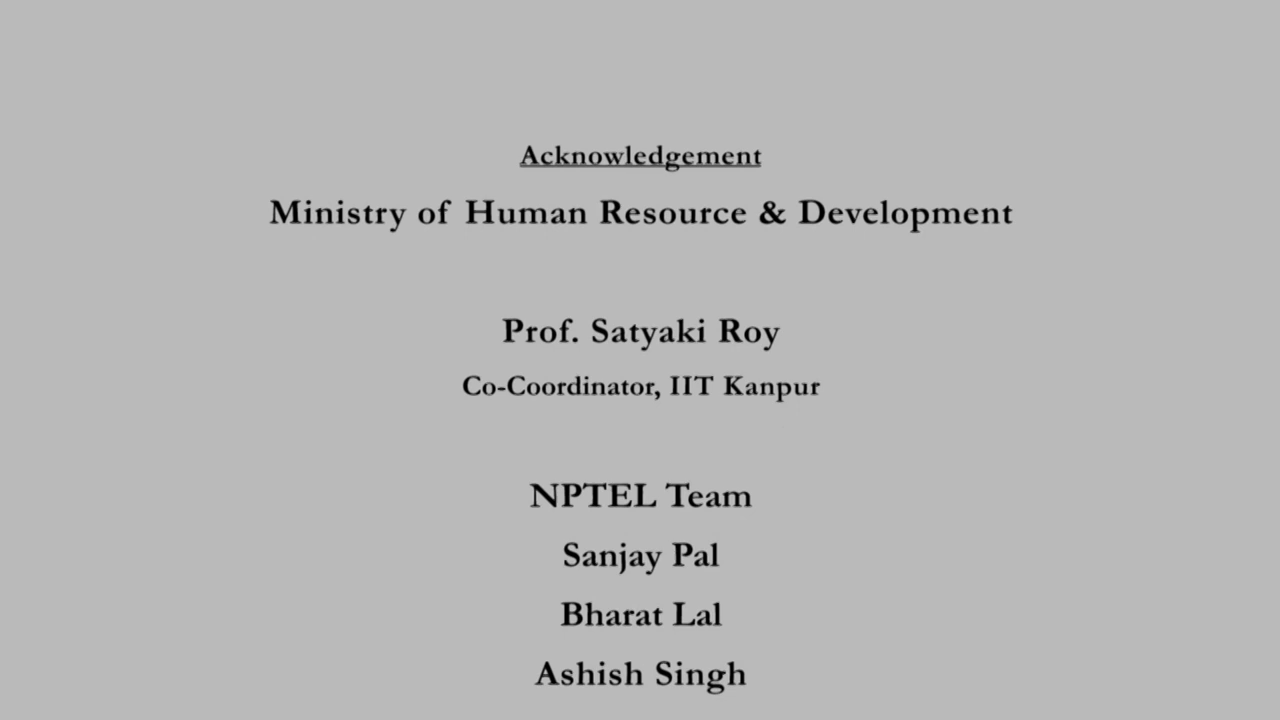 Acknowledgement
Ministry of Human Resource & Development
Prof. Satyaki Roy
Co-Coordinator, IIT Kanpur
NPTEL Team
Sanjay Pal
Bharat Lal
Ashish Singh